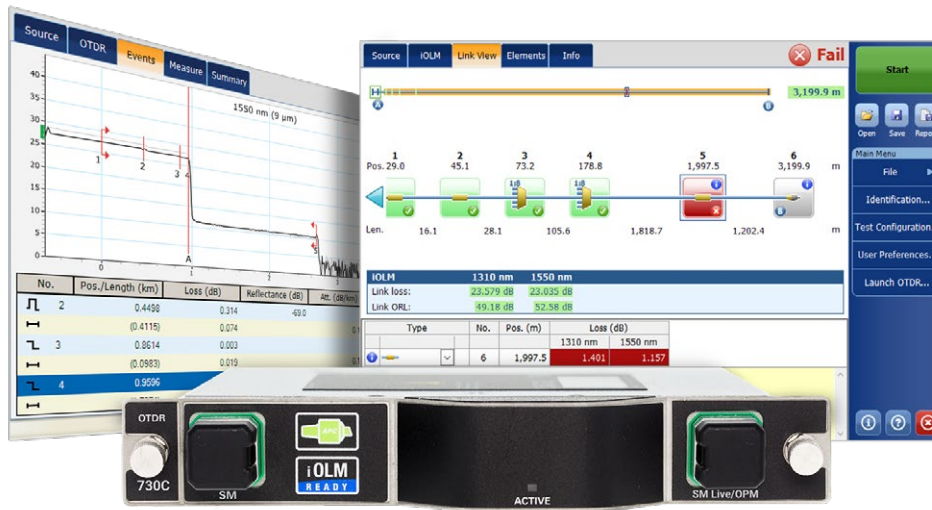 Source
OTDR
Events
Measure
Summary
1550 nm (9 µm)
40
35
30
25
20
15
10
5
0
0
1
2
1
2
3
4
5
A
No.
Pos./Length (km)
Loss (dB)
Reflectance (dB)
Att. (dB/km)
2
0.4498
0.314
-69.0
(0.4115)
0.074
3
0.8614
0.003
(0.0983)
0.019
4
0.9596
Source
iOLM
Link View
Elements
Info
Fail
A
B
3,199.9 m
1 2 3 4 5 6
Pos. 29.0 45.1 73.2 178.8 1,997.5 3,199.9 m
1:8 1:8
B
Len. 16.1 28.1 105.6 1,818.7 1,202.4 m
iOLM 1310 nm 1550 nm
Link loss: 23.579 dB 23.035 dB
Link ORL: 49.18 dB 52.58 dB
Type No. Pos. (m) Loss (dB)
1310 nm 1550 nm
6 1,997.5 1.401 1.157
Start
Open Save
Main Menu
File
Identification...
Test Configuration...
User Preferences...
Launch OTDR...
OTDR
730C
SM
APC
iOLM
READY
ACTIVE
SM Live/OPM